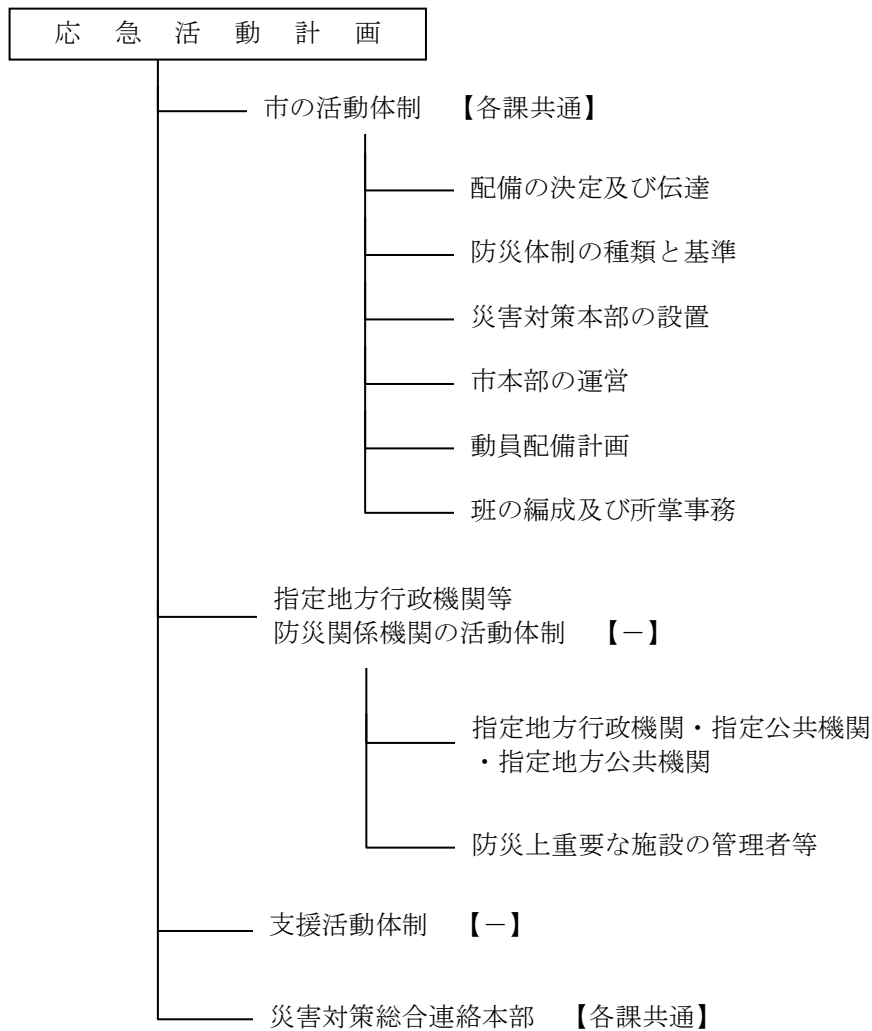 応急活動計画
市の活動体制 【各課共通】
配備の決定及び伝達
防災体制の種類と基準
災害対策本部の設置
市本部の運営
動員配備計画
班の編成及び所掌事務
指定地方行政機関等
防災関係機関の活動体制 【－】
指定地方行政機関・指定公共機関
・指定地方公共機関
防災上重要な施設の管理者等
支援活動体制 【－】
災害対策総合連絡本部 【各課共通】